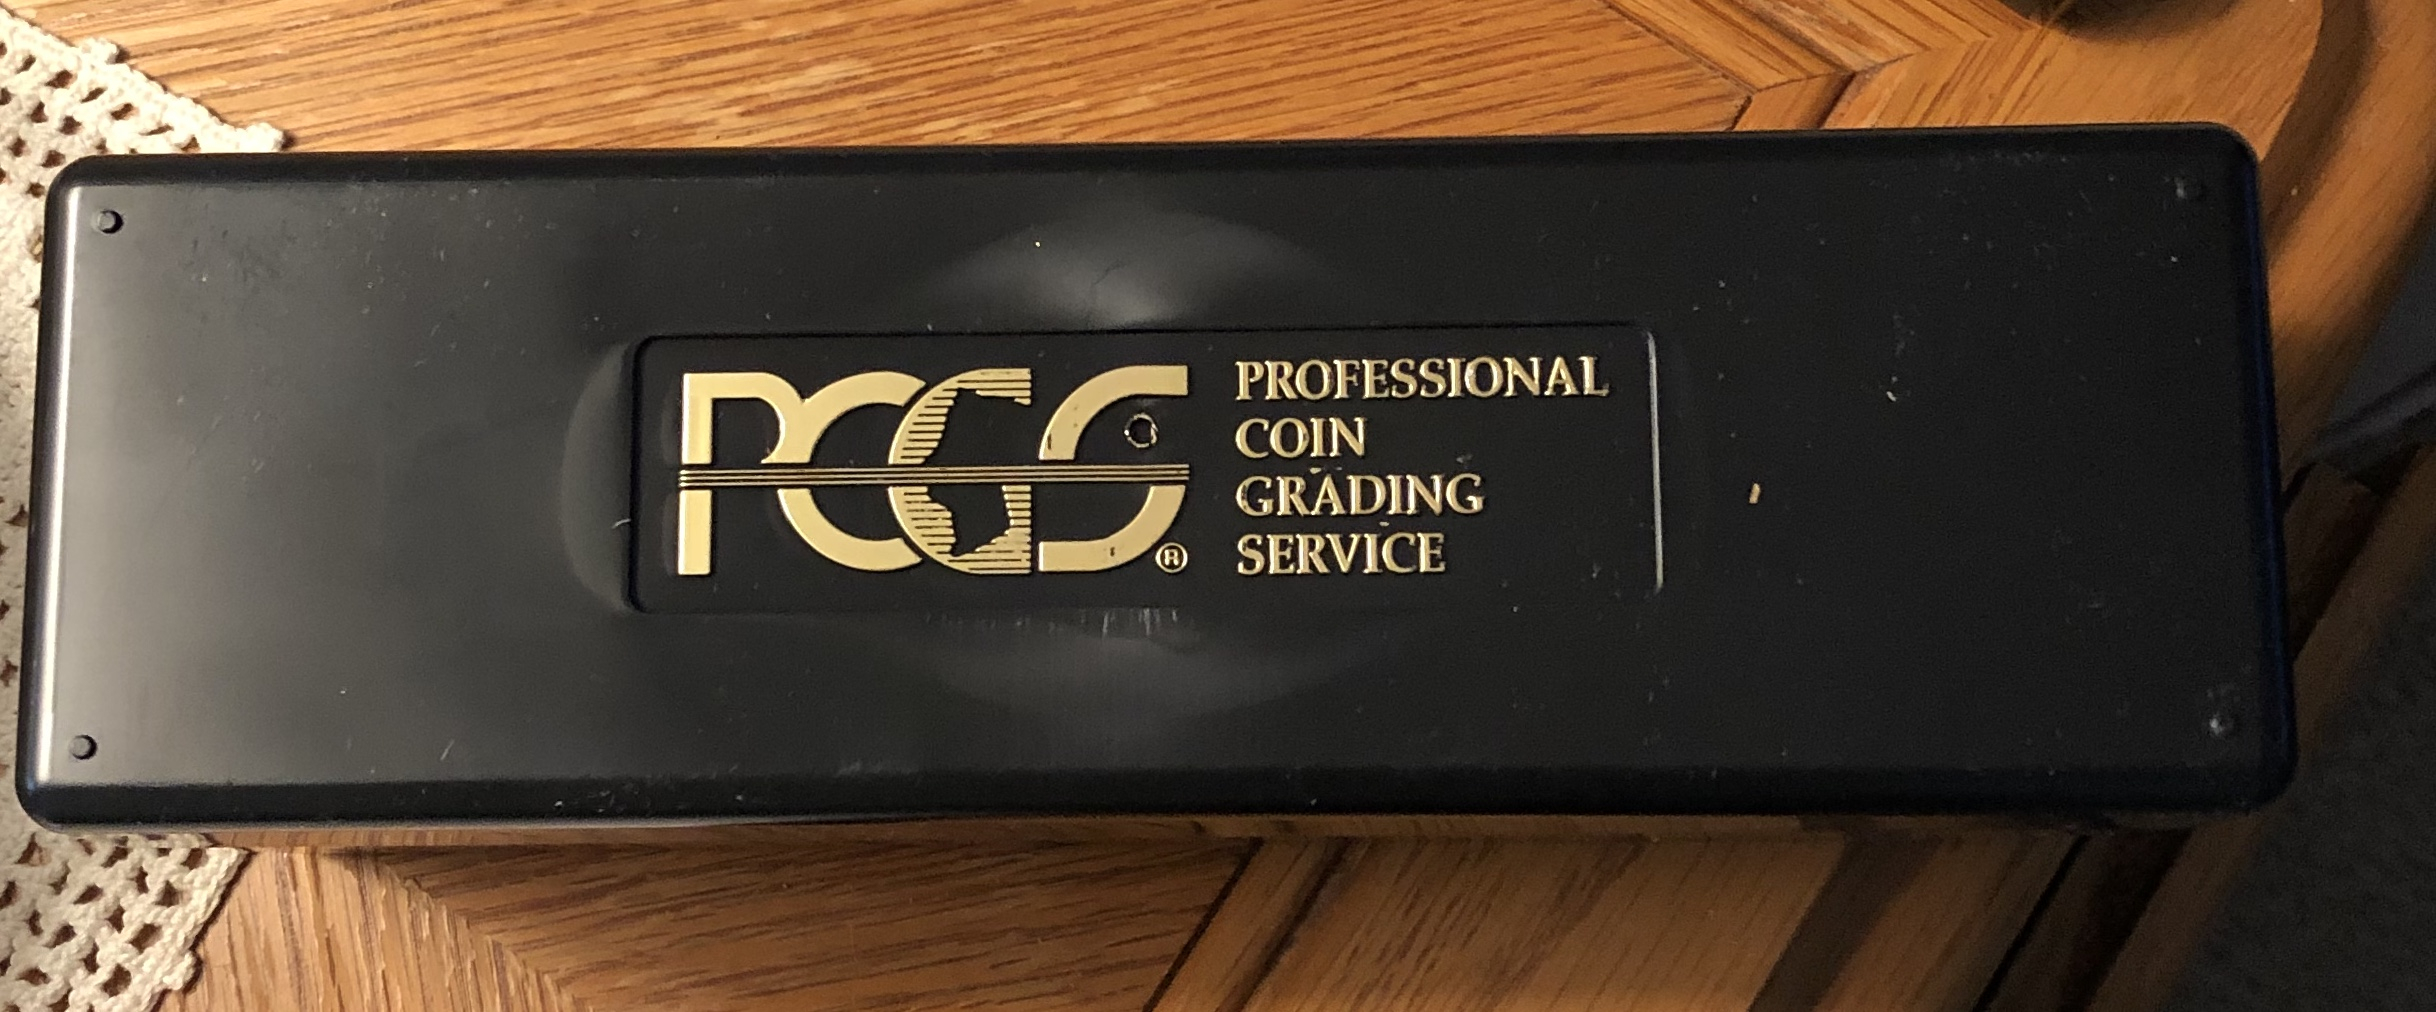 PCGS®
PROFESSIONAL
COIN
GRADING
SERVICE